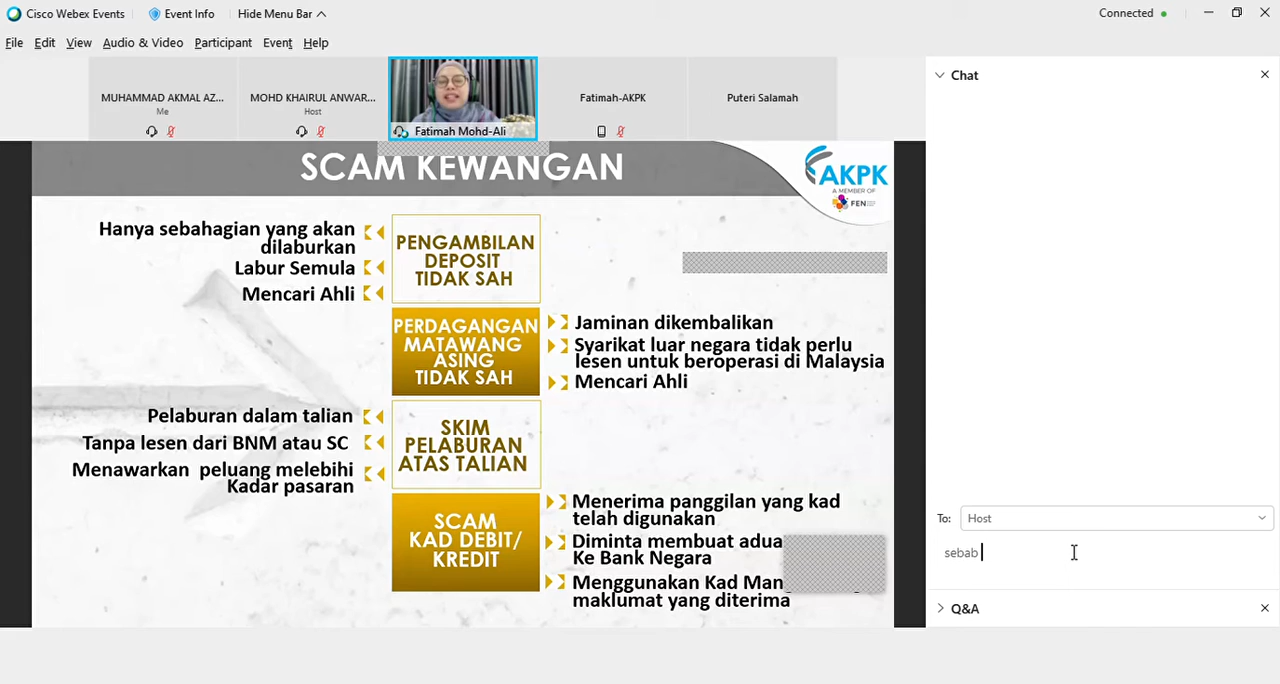 Cisco Webex Events
Event Info
Hide Menu Bar
Connected
File Edit View Audio & Video Participant Event Help
MUHAMMAD AKMAL AZ...
Me
MOHD KHAIRUL ANWAR...
Host
Fatimah Mohd-Ali
Fatimah-AKPK
Puteri Salamah
Chat
SCAM KEWANGAN
AKPK
A MEMBER OF
FEN
Hanya sebahagian yang akan
dilaburkan
Labur Semula
Mencari Ahli
PENGAMBILAN
DEPOSIT
TIDAK SAH
PERDAGANGAN
MATAWANG
ASING
TIDAK SAH
Jaminan dikembalikan
Syarikat luar negara tidak perlu
lesen untuk beroperasi di Malaysia
Mencari Ahli
Pelaburan dalam talian
Tanpa lesen dari BNM atau SC
Menawarkan peluang melebihi
Kadar pasaran
SKIM
PELABURAN
ATAS TALIAN
SCAM
KAD DEBIT/
KREDIT
Menerima panggilan yang kad
telah digunakan
Diminta membuat adua
Ke Bank Negara
Menggunakan Kad Man
maklumat yang diterima
To: Host
sebab
Q&A